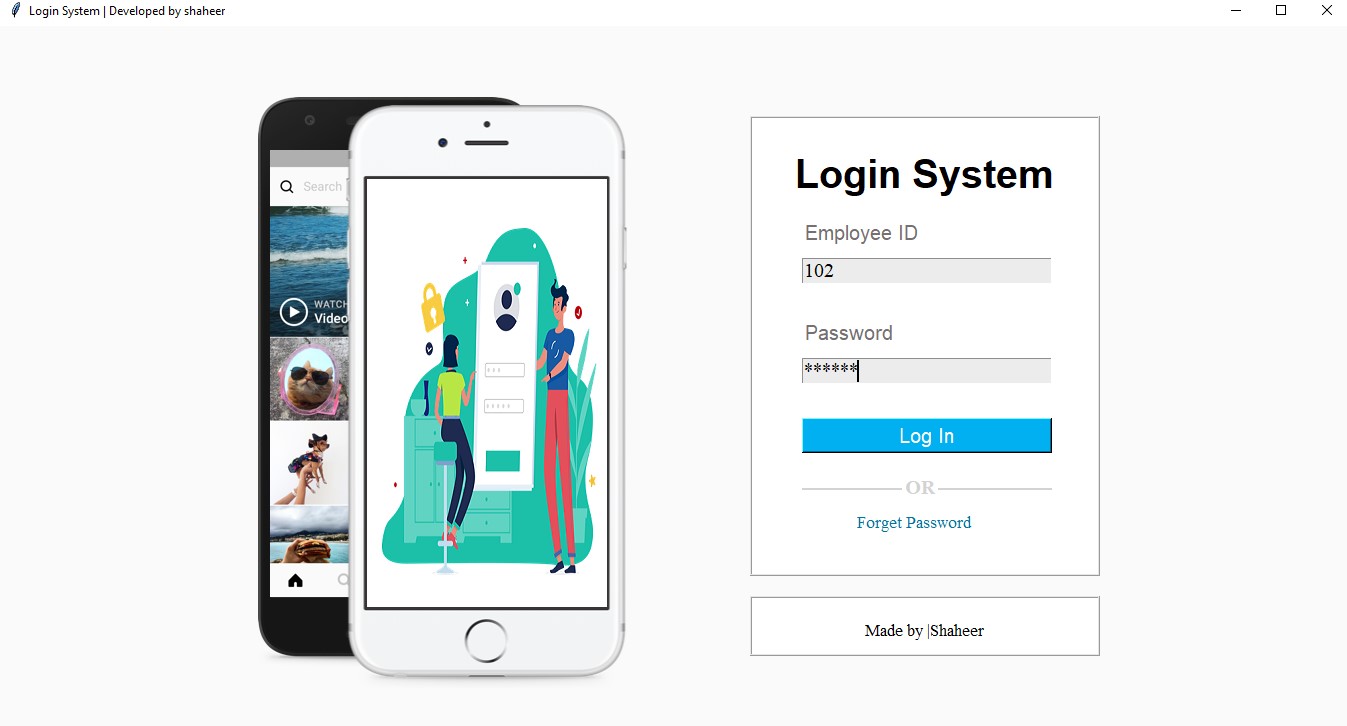 Login System | Developed by shaheer
Search
WATCH
Video
Login System
Employee ID
102
Password
******
Log In
OR
Forget Password
Made by |Shaheer